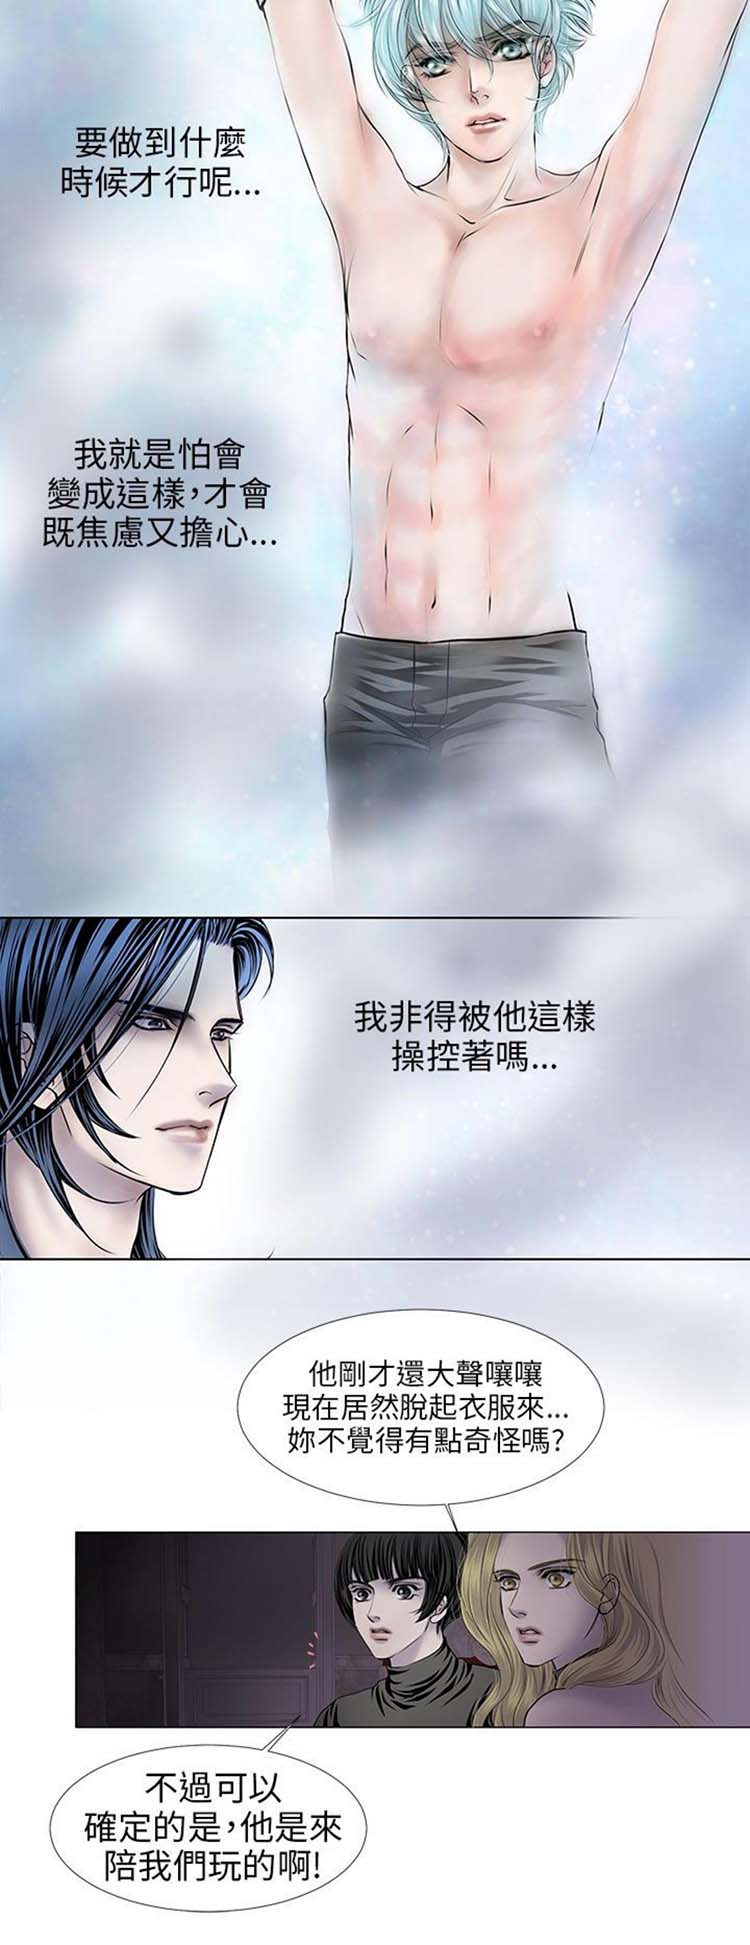 要做到什麼
時候才行呢...
我就是怕會
變成這樣,才會
既焦慮又擔心...
我非得被他這樣
操控著嗎...
他剛才還大聲嚷嚷
現在居然脫起衣服來...
妳不覺得有點奇怪嗎?
不過可以
確定的是,他是來
陪我們玩的啊!